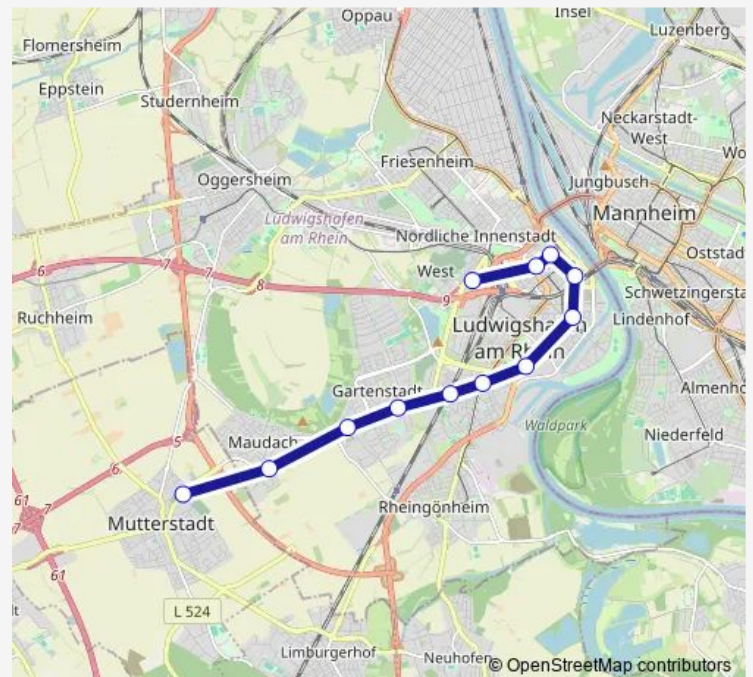 Oppau
Insel
Luzenberg
Flomersheim
Eppstein
Studernheim
Neckarstadt-
West
Wo
Friesenheim
Jungbusch
Oggersheim
Mannheim
Ludwigshafen
am Rhein
Nördliche Innenstadt
Oststad
6
7
7
8
West
9
Schwetzingersta
Ruchheim
Ludwigshafen
am Rhein
Lindenhof
Gartenstadt
Almenho
Waldpark
Maudach
5
Niederfeld
6
61
7
Mutterstadt
Rheingönheim
61
L 524
Limburgerhof
Neuhofen
© OpenStreetMap contributors